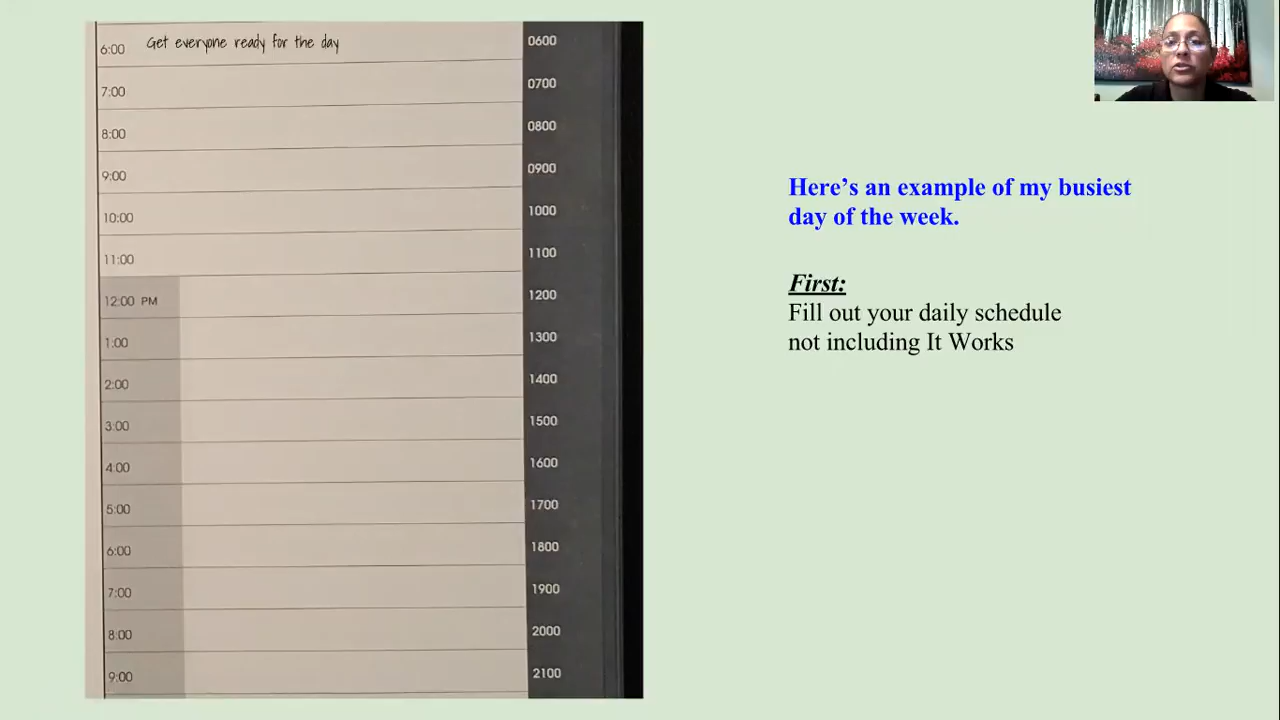 6:00 Get everyone ready for the day 0600
7:00 0700
8:00 0800
9:00 0900
10:00 1000
11:00 1100
12:00 PM 1200
1:00 1300
2:00 1400
3:00 1500
4:00 1600
5:00 1700
6:00 1800
7:00 1900
8:00 2000
9:00 2100
Here's an example of my busiest
day of the week.
First:
Fill out your daily schedule
not including It Works